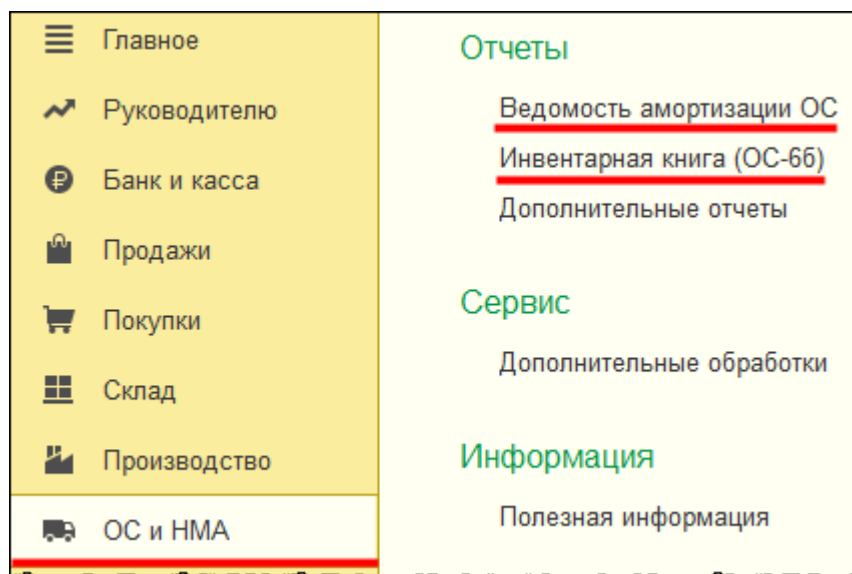 Главное
Руководителю
Банк и касса
Продажи
Покупки
Склад
Производство
ОС и НМА
Отчеты
Ведомость амортизации ОС
Инвентарная книга (ОС-6б)
Дополнительные отчеты
Сервис
Дополнительные обработки
Информация
Полезная информация